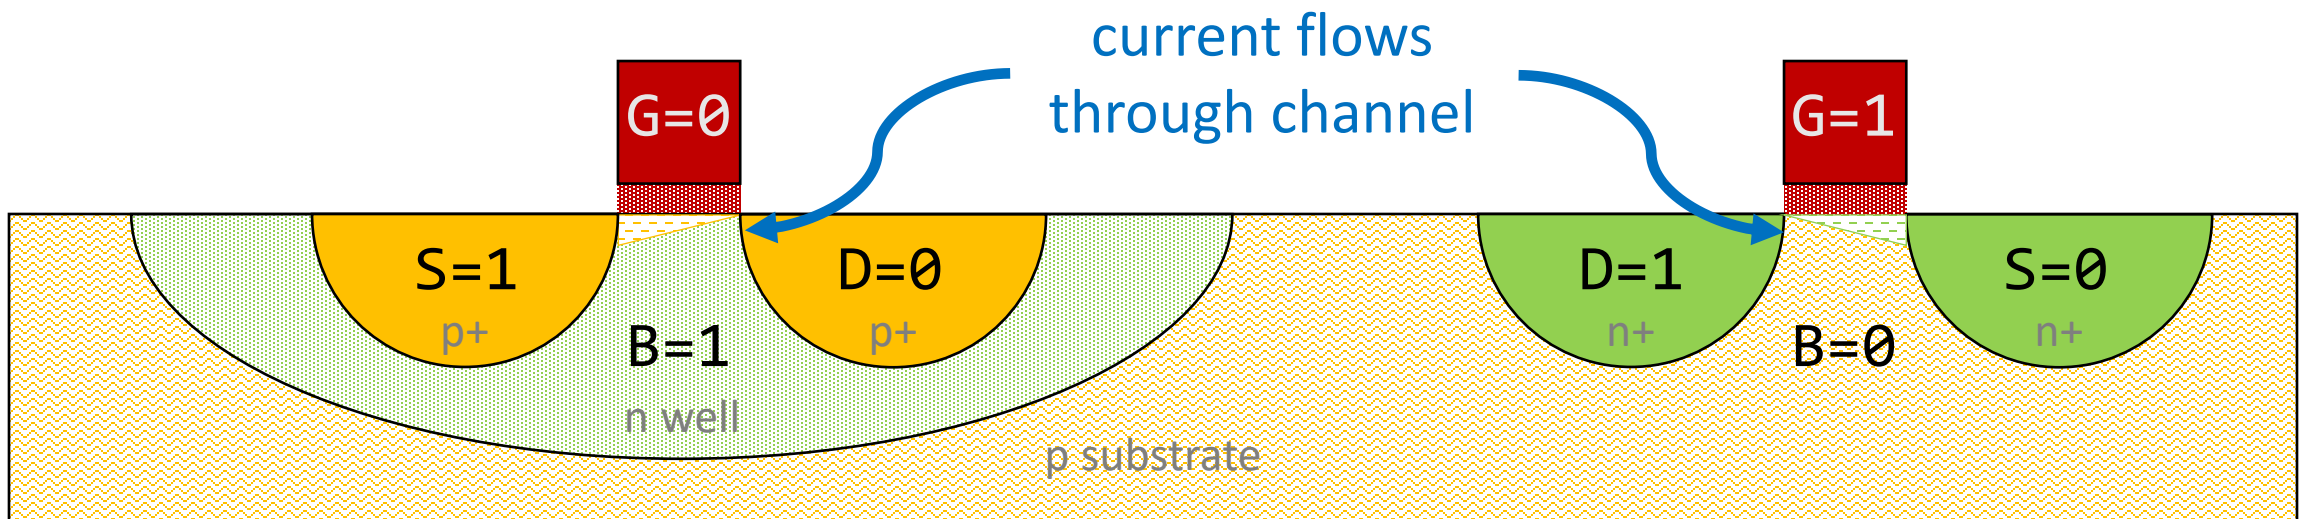 current flows
through channel
G=0
G=1
S=1
p+
D=0
p+
B=1
n well
D=1
n+
S=0
n+
B=0
p substrate